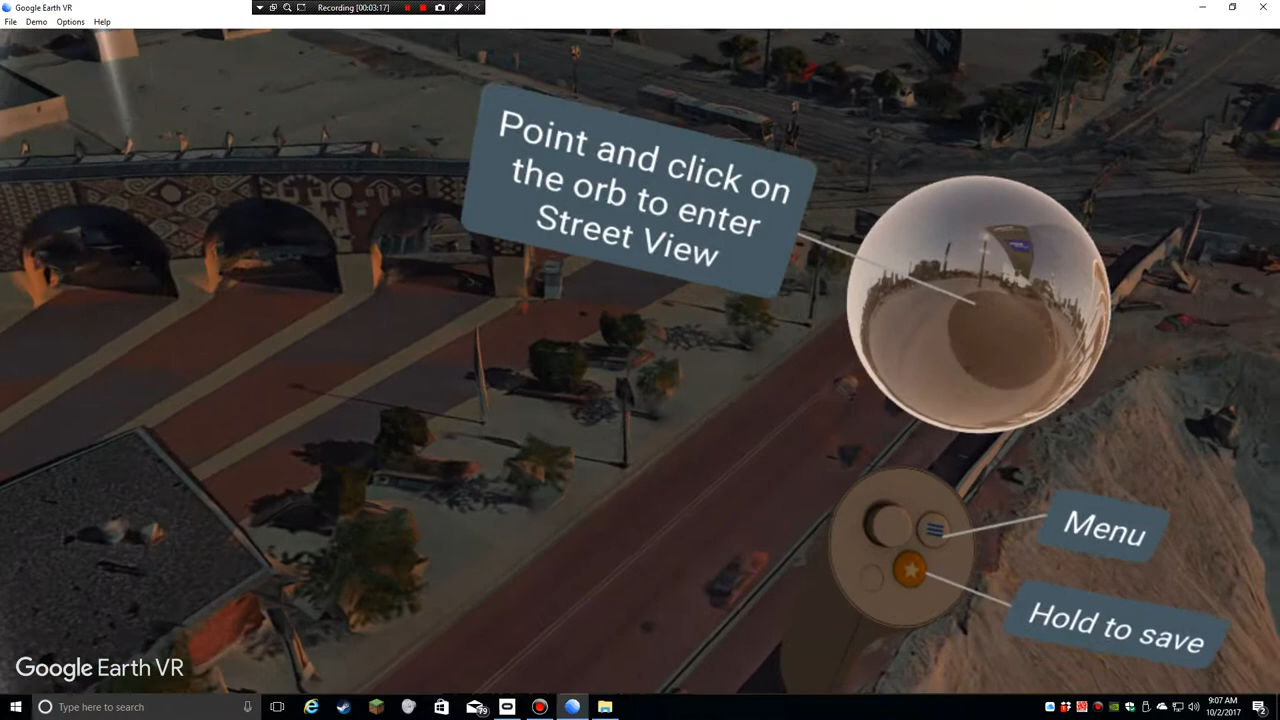 Google Earth VR
Recording [00:03:17]
File Demo Options Help
Point and click on
the orb to enter
Street View
Menu
Hold to save
Google Earth VR
Type here to search
79
9:07 AM
10/2/2017
2